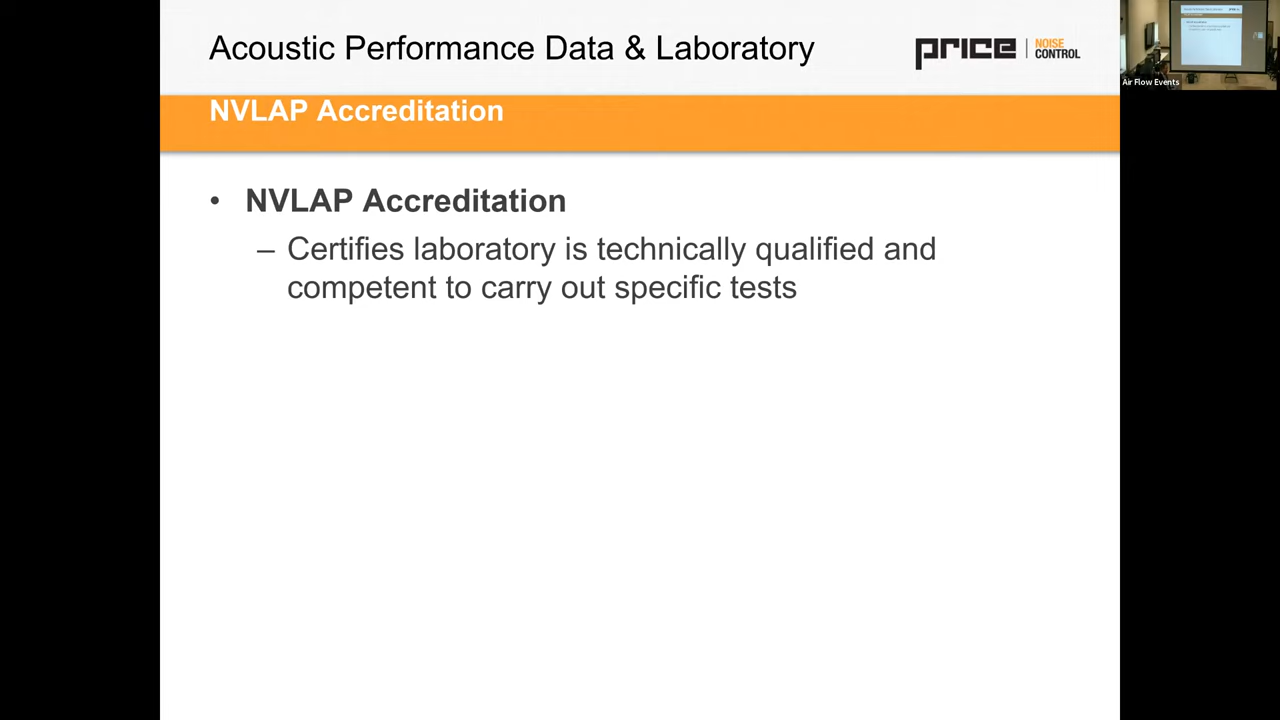 Acoustic Performance Data & Laboratory
PRICE | NOISE
CONTROL
NVLAP Accreditation
Air Flow Events
• NVLAP Accreditation
– Certifies laboratory is technically qualified and
competent to carry out specific tests